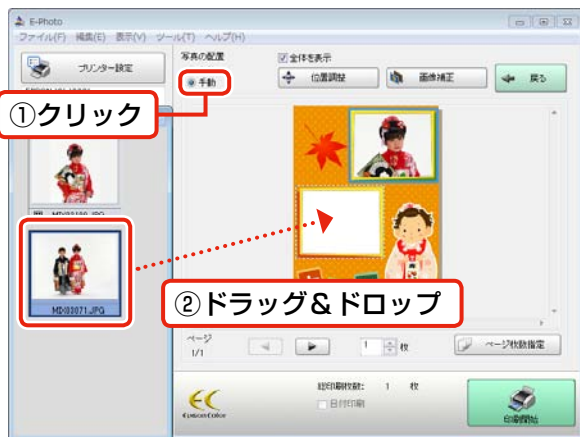 E-Photo
ファイル(F) 編集(E) 表示(V) ツール(T) ヘルプ(H)
プリンター設定
写真の配置
手動
全体を表示
位置調整
画像補正
戻る
①クリック
MIX03071.JPG
②ドラッグ&ドロップ
ページ
1/1
1 枚
ページ枚数指定
総印刷枚数: 1 枚
日付印刷
EpsonColor
印刷開始